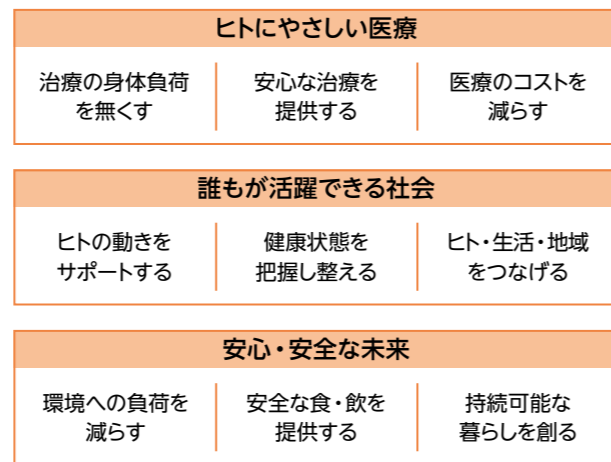 ヒトにやさしい医療
治療の身体負荷
を無くす
安心な治療を
提供する
医療のコストを
減らす
誰もが活躍できる社会
ヒトの動きを
サポートする
健康状態を
把握し整える
ヒト・生活・地域
をつなげる
安心・安全な未来
環境への負荷を
減らす
安全な食・飲を
提供する
持続可能な
暮らしを創る